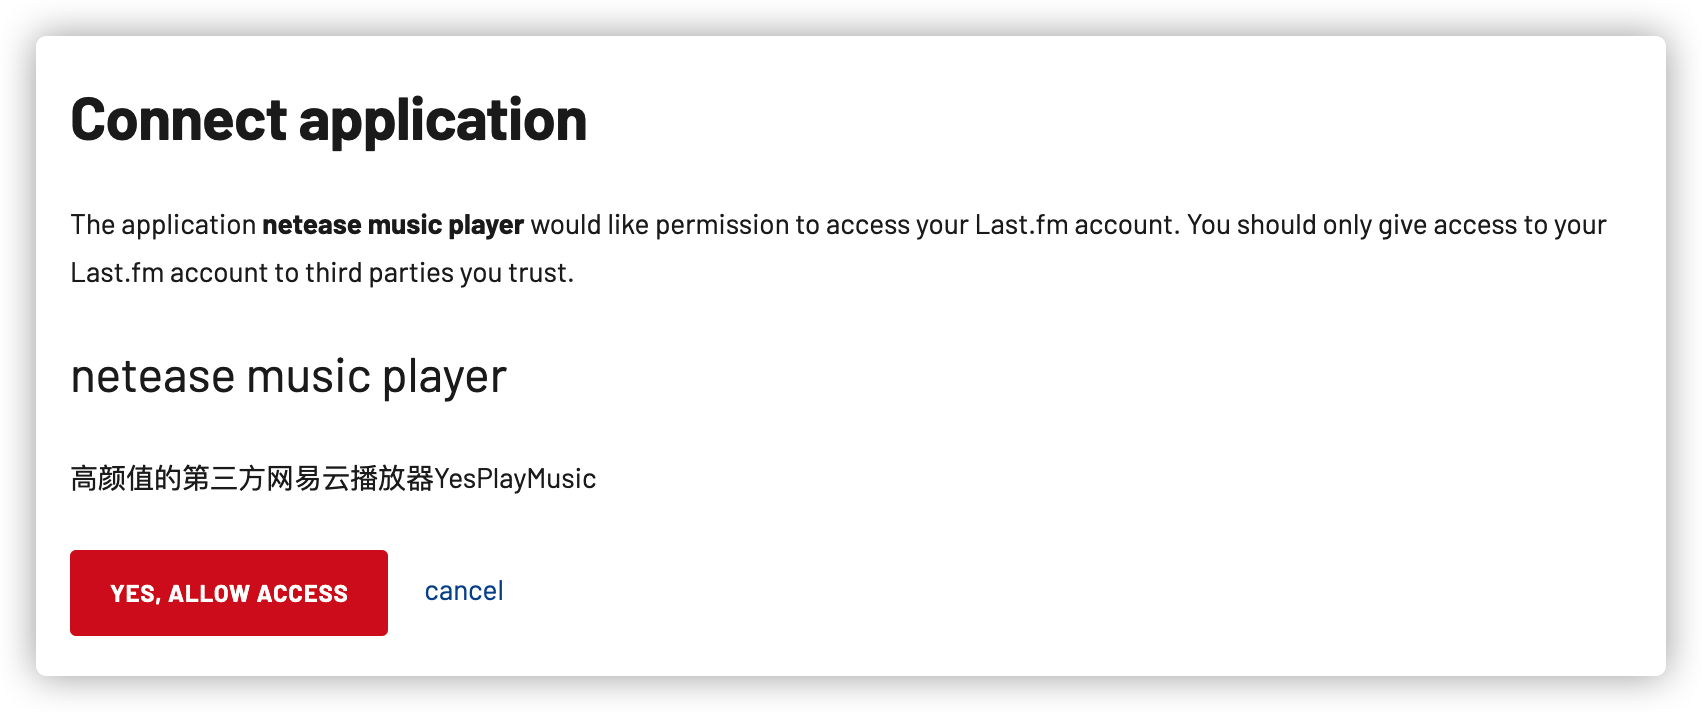 Connect application
The application netease music player would like permission to access your Last.fm account. You should only give access to your
Last.fm account to third parties you trust.
netease music player
高颜值的第三方网易云播放器YesPlayMusic
YES, ALLOW ACCESS
cancel